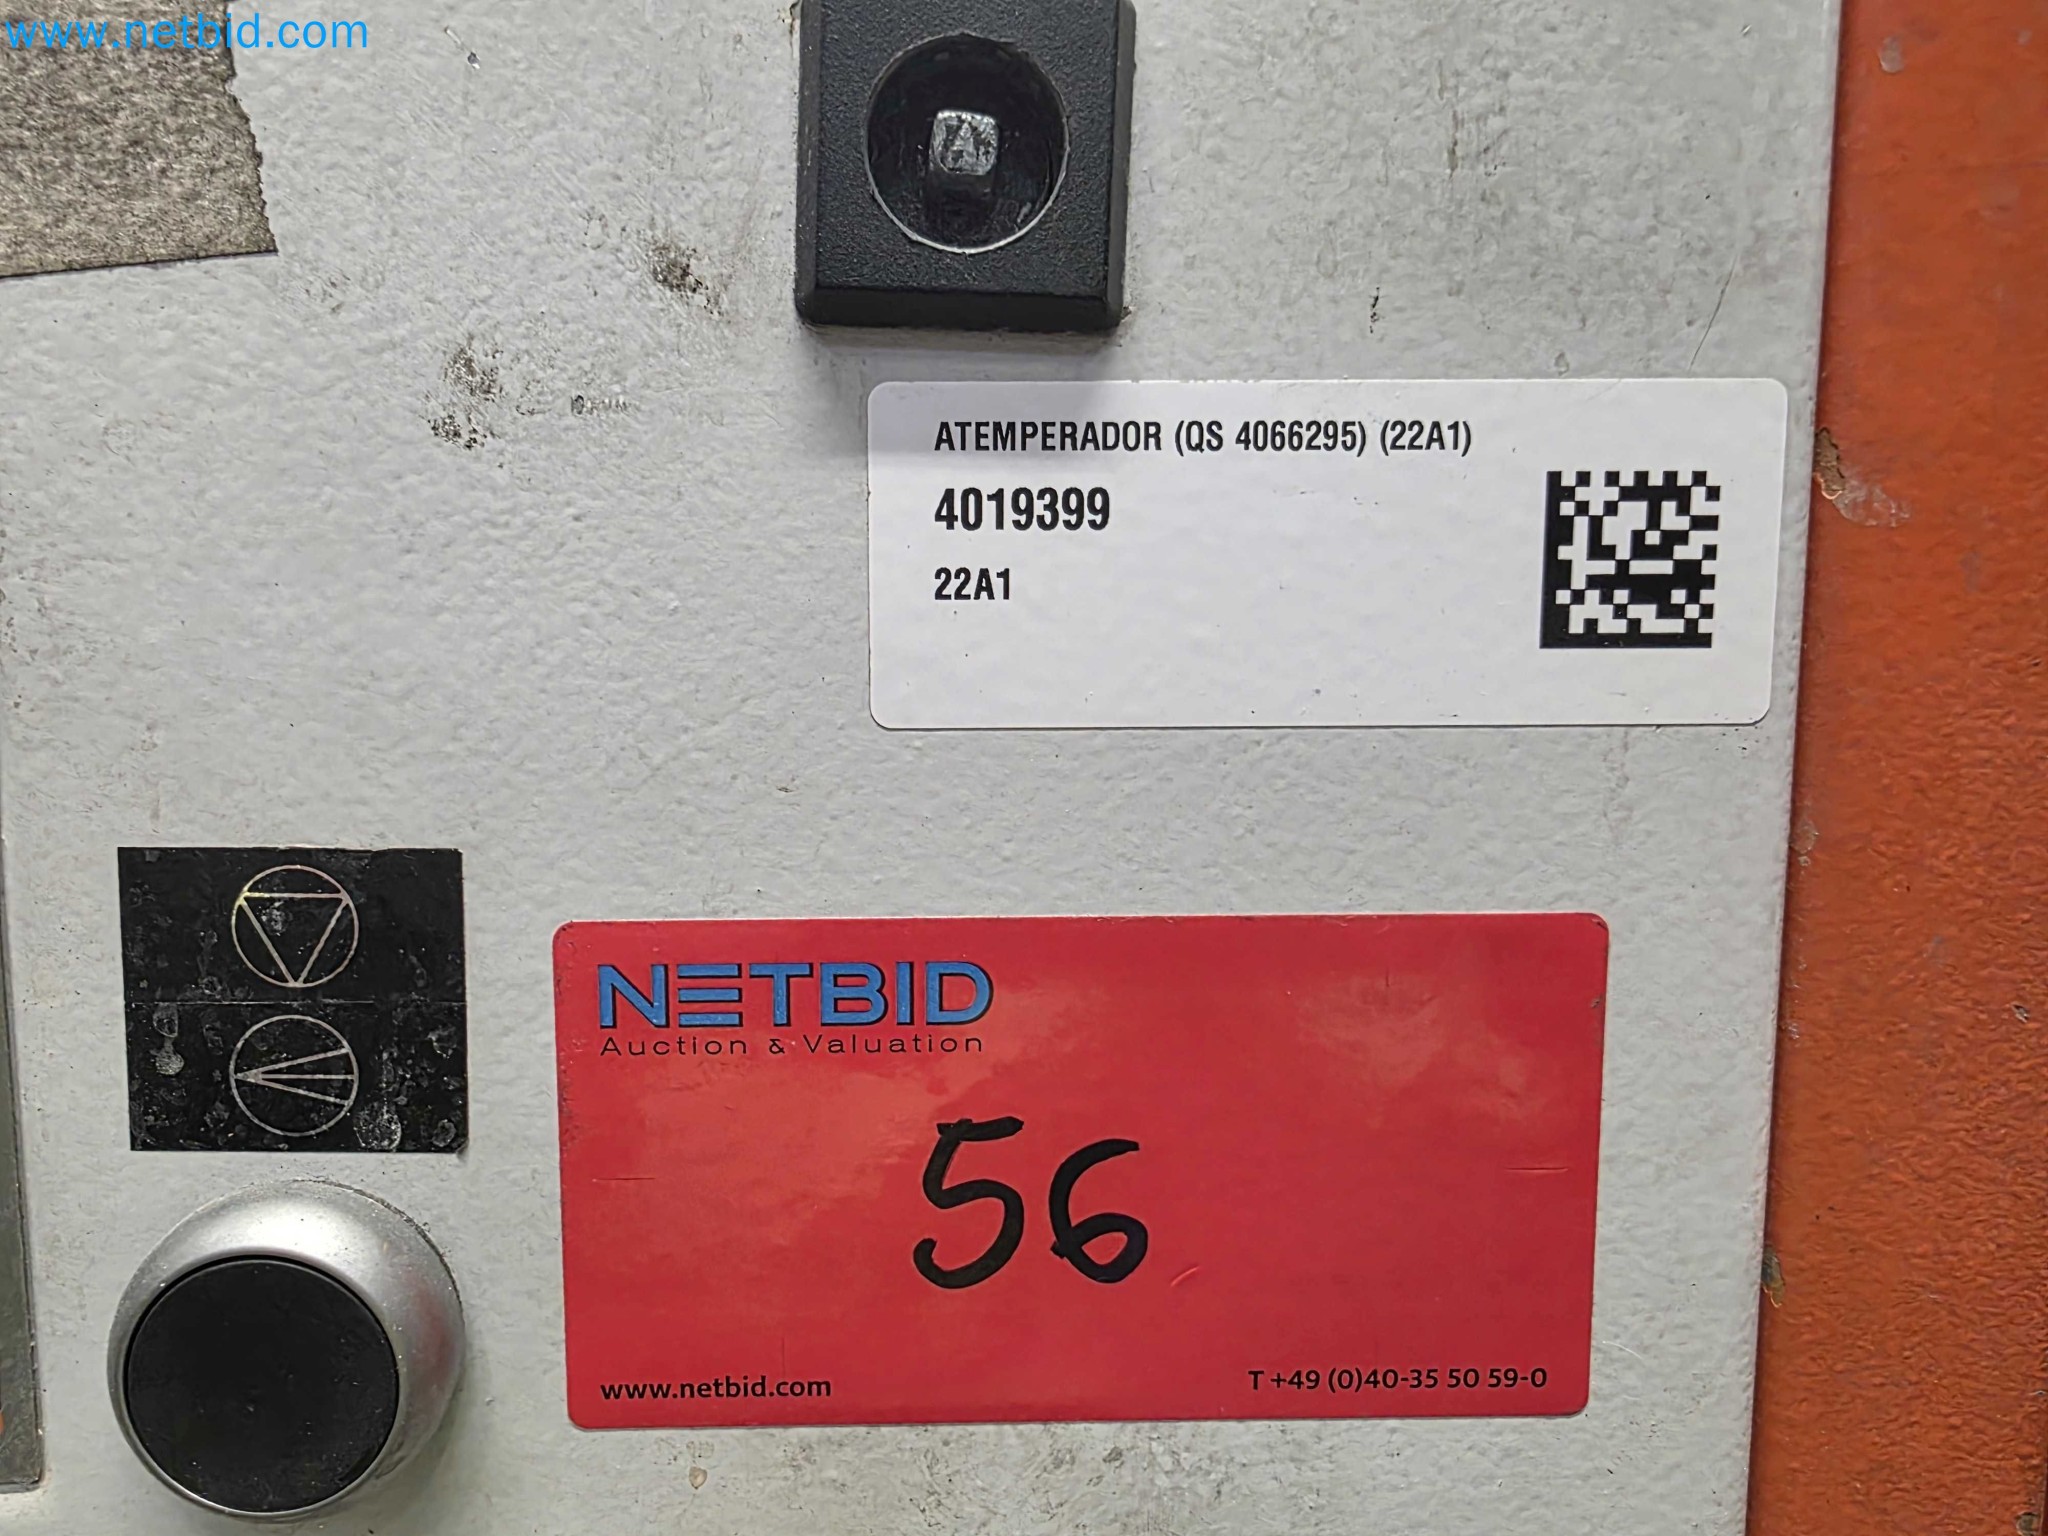 www.netbid.com
ATEMPERADOR (QS 4066295) (22A1)
4019399
22A1
NETBID
Auction & Valuation
56
www.netbid.com
T +49 (0)40-35 50 59-0